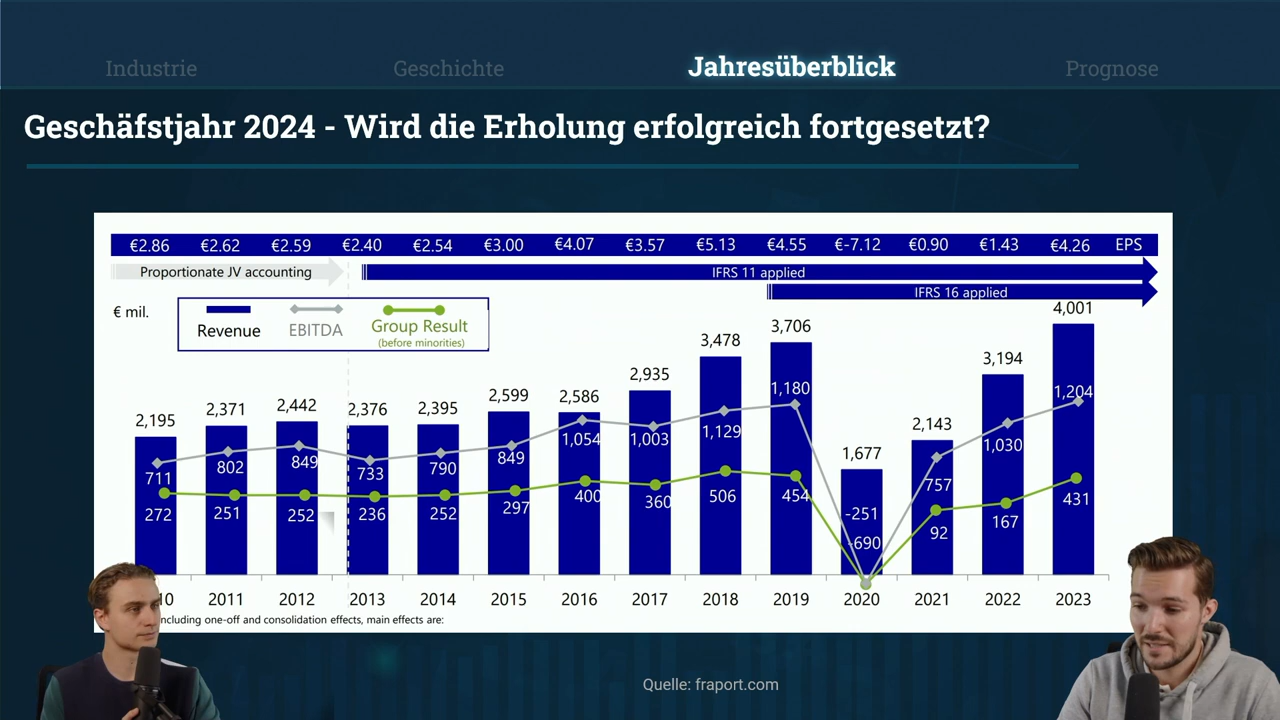 Industrie Geschichte Jahresüberblick Prognose
Geschäfstjahr 2024 - Wird die Erholung erfolgreich fortgesetzt?
€2.86 €2.62 €2.59 €2.40 €2.54 €3.00 €4.07 €3.57 €5.13 €4.55 €-7.12 €0.90 €1.43 €4.26 EPS
Proportionate JV accounting IFRS 11 applied
IFRS 16 applied
€ mil.
Revenue EBITDA Group Result
(before minorities)
2,195 2,371 2,442 2,376 2,395 2,599 2,586 2,935 3,478 3,706 1,677 2,143 3,194 4,001
711 802 849 733 790 849 1,054 1,003 1,129 1,180 -251 757 1,030 1,204
272 251 252 236 252 297 400 360 506 454 -690 92 167 431
10 2011 2012 2013 2014 2015 2016 2017 2018 2019 2020 2021 2022 2023
including one-off and consolidation effects, main effects are:
Quelle: fraport.com